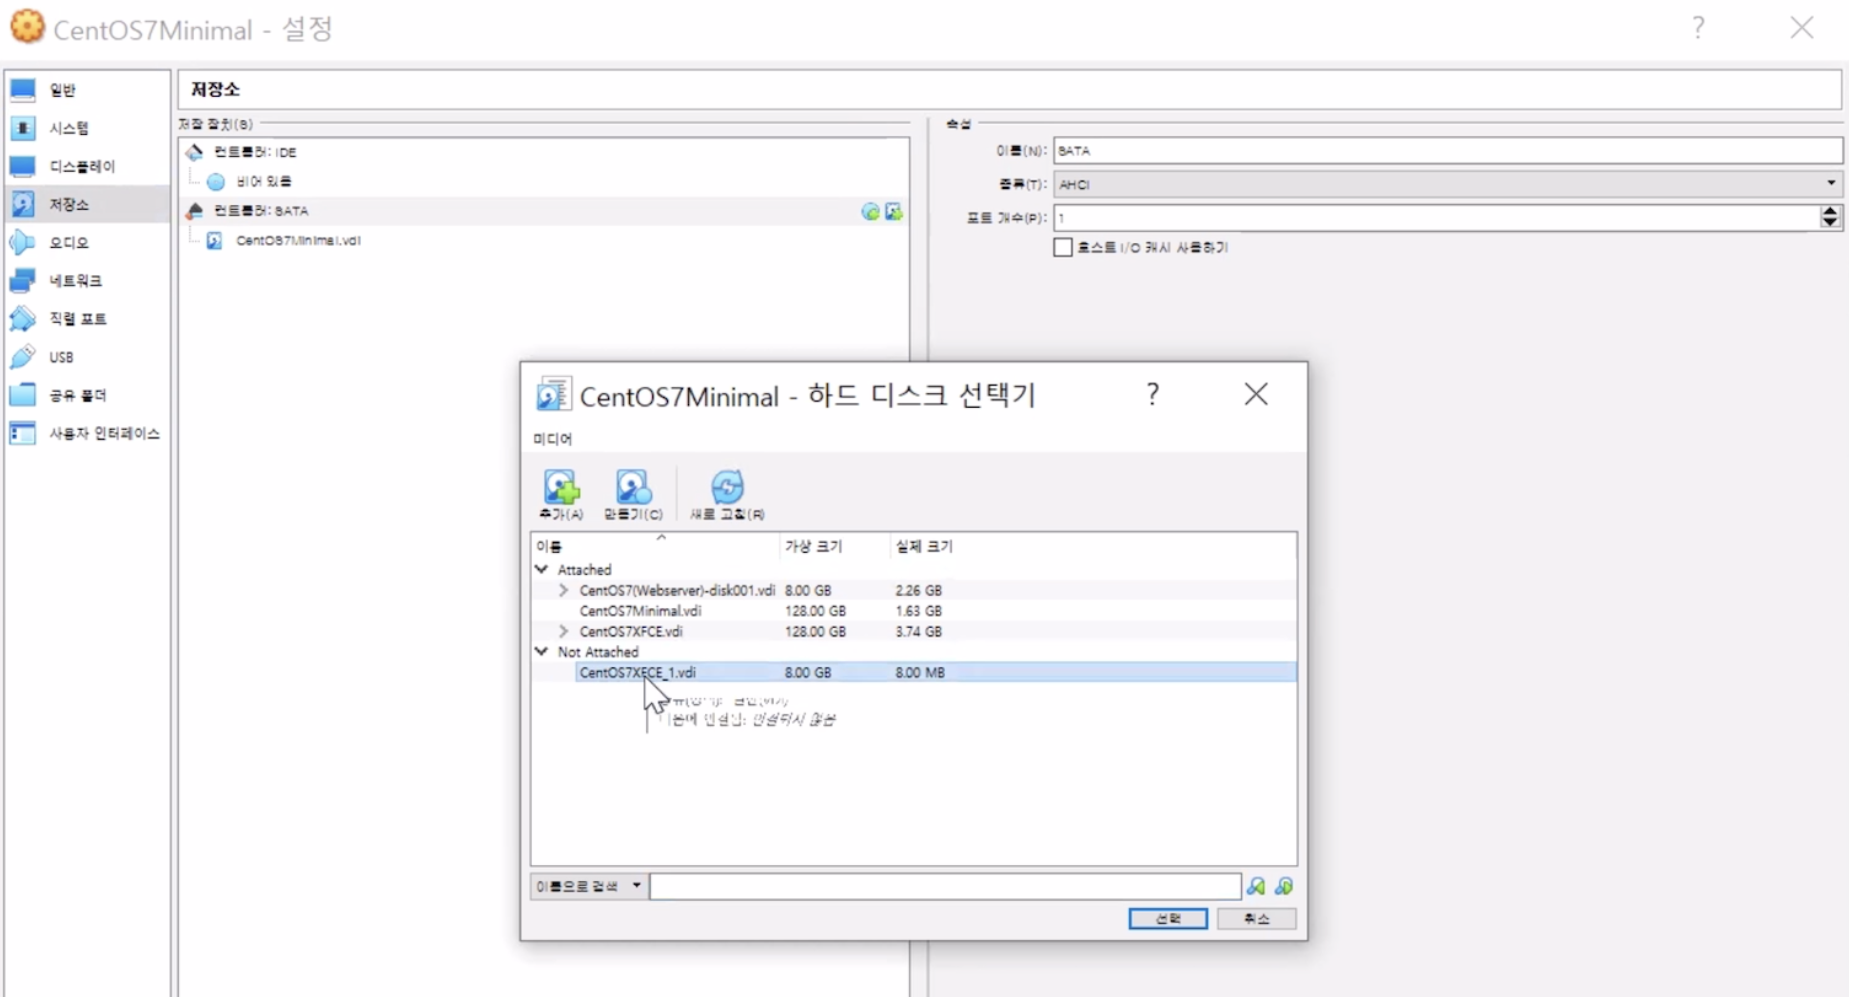 CentOS7Minimal - 설정
?
일반
시스템
디스플레이
저장소
오디오
네트워크
직렬 포트
USB
공유 폴더
사용자 인터페이스
저장소
저장 장치(S)
컨트롤러: IDE
비어 있음
컨트롤러: SATA
CentOS7Minimal.vdi
속성
이름(N): SATA
종류(T): AHCI
포트 개수(P): 1
호스트 I/O 캐시 사용하기
CentOS7Minimal - 하드 디스크 선택기
?
미디어
추가(A) 만들기(C) 새로 고침(R)
이름 가상 크기 실제 크기
Attached
CentOS7(Webserver)-disk001.vdi 8.00 GB 2.26 GB
CentOS7Minimal.vdi 128.00 GB 1.63 GB
CentOS7XFCE.vdi 128.00 GB 3.74 GB
Not Attached
CentOS7XFCE_1.vdi 8.00 GB 8.00 MB
연결되지 않음
이름으로 검색
선택 취소